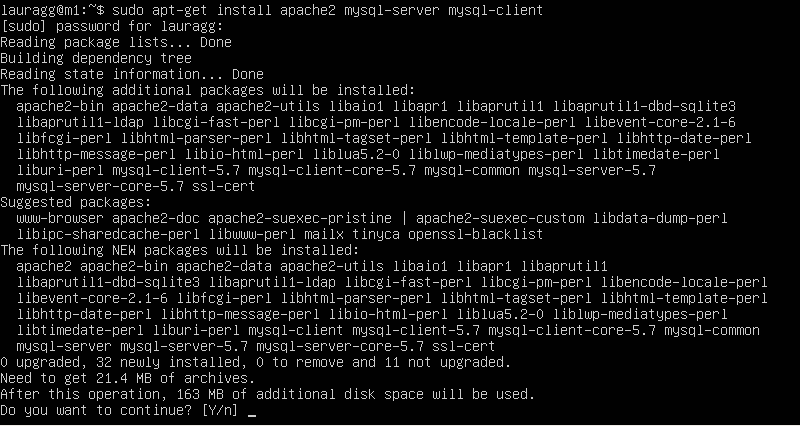 lauragg@m1:~$ sudo apt-get install apache2 mysql-server mysql-client
[sudo] password for lauragg:
Reading package lists... Done
Building dependency tree
Reading state information... Done
The following additional packages will be installed:
  apache2-bin apache2-data apache2-utils libaio1 libapr1 libaprutil1 libaprutil1-dbd-sqlite3
  libaprutil1-ldap libcgi-fast-perl libcgi-pm-perl libencode-locale-perl libevent-core-2.1-6
  libfcgi-perl libhtml-parser-perl libhtml-tagset-perl libhtml-template-perl libhttp-date-perl
  libhttp-message-perl libio-html-perl liblua5.2-0 liblwp-mediatypes-perl libtimedate-perl
  liburi-perl mysql-client-5.7 mysql-client-core-5.7 mysql-common mysql-server-5.7
  mysql-server-core-5.7 ssl-cert
Suggested packages:
  www-browser apache2-doc apache2-suexec-pristine | apache2-suexec-custom libdata-dump-perl
  libipc-sharedcache-perl libwww-perl mailx tinyca openssl-blacklist
The following NEW packages will be installed:
  apache2 apache2-bin apache2-data apache2-utils libaio1 libapr1 libaprutil1
  libaprutil1-dbd-sqlite3 libaprutil1-ldap libcgi-fast-perl libcgi-pm-perl libencode-locale-perl
  libevent-core-2.1-6 libfcgi-perl libhtml-parser-perl libhtml-tagset-perl libhtml-template-perl
  libhttp-date-perl libhttp-message-perl libio-html-perl liblua5.2-0 liblwp-mediatypes-perl
  libtimedate-perl liburi-perl mysql-client mysql-client-5.7 mysql-client-core-5.7 mysql-common
  mysql-server mysql-server-5.7 mysql-server-core-5.7 ssl-cert
0 upgraded, 32 newly installed, 0 to remove and 11 not upgraded.
Need to get 21.4 MB of archives.
After this operation, 163 MB of additional disk space will be used.
Do you want to continue? [Y/n] _